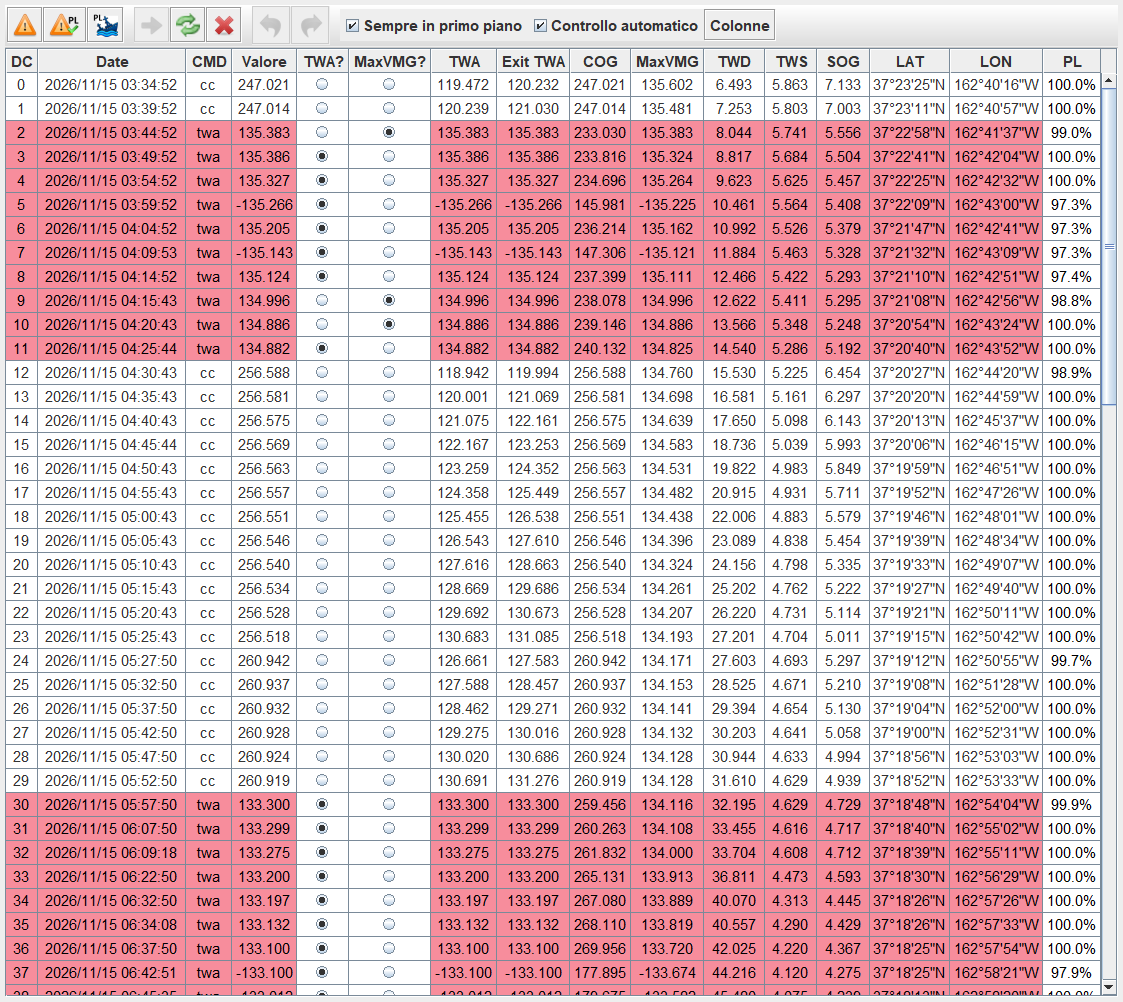 PL PL
Sempre in primo piano Controllo automatico Colonne
DC Date CMD Valore TWA? MaxVMG? TWA Exit TWA COG MaxVMG TWD TWS SOG LAT LON PL
0 2026/11/15 03:34:52 cc 247.021 119.472 120.232 247.021 135.602 6.493 5.863 7.133 37°23'25"N 162°40'16"W 100.0%
1 2026/11/15 03:39:52 cc 247.014 120.239 121.030 247.014 135.481 7.253 5.803 7.003 37°23'11"N 162°40'57"W 100.0%
2 2026/11/15 03:44:52 twa 135.383 135.383 135.383 233.030 135.383 8.044 5.741 5.556 37°22'58"N 162°41'37"W 99.0%
3 2026/11/15 03:49:52 twa 135.386 135.386 135.386 233.816 135.324 8.817 5.684 5.504 37°22'41"N 162°42'04"W 100.0%
4 2026/11/15 03:54:52 twa 135.327 135.327 135.327 234.696 135.264 9.623 5.625 5.457 37°22'25"N 162°42'32"W 100.0%
5 2026/11/15 03:59:52 twa -135.266 -135.266 -135.266 145.981 -135.225 10.461 5.564 5.408 37°22'09"N 162°43'00"W 97.3%
6 2026/11/15 04:04:52 twa 135.205 135.205 135.205 236.214 135.162 10.992 5.526 5.379 37°21'47"N 162°42'41"W 97.3%
7 2026/11/15 04:09:53 twa -135.143 -135.143 -135.143 147.306 -135.121 11.884 5.463 5.328 37°21'32"N 162°43'09"W 97.3%
8 2026/11/15 04:14:52 twa 135.124 135.124 135.124 237.399 135.111 12.466 5.422 5.293 37°21'10"N 162°42'51"W 97.4%
9 2026/11/15 04:15:43 twa 134.996 134.996 134.996 238.078 134.996 12.622 5.411 5.295 37°21'08"N 162°42'56"W 98.8%
10 2026/11/15 04:20:43 twa 134.886 134.886 134.886 239.146 134.886 13.566 5.348 5.248 37°20'54"N 162°43'24"W 100.0%
11 2026/11/15 04:25:44 twa 134.882 134.882 134.882 240.132 134.825 14.540 5.286 5.192 37°20'40"N 162°43'52"W 100.0%
12 2026/11/15 04:30:43 cc 256.588 118.942 119.994 256.588 134.760 15.530 5.225 6.454 37°20'27"N 162°44'20"W 98.9%
13 2026/11/15 04:35:43 cc 256.581 120.001 121.069 256.581 134.698 16.581 5.161 6.297 37°20'20"N 162°44'59"W 100.0%
14 2026/11/15 04:40:43 cc 256.575 121.075 122.161 256.575 134.639 17.650 5.098 6.143 37°20'13"N 162°45'37"W 100.0%
15 2026/11/15 04:45:44 cc 256.569 122.167 123.253 256.569 134.583 18.736 5.039 5.993 37°20'06"N 162°46'15"W 100.0%
16 2026/11/15 04:50:43 cc 256.563 123.259 124.352 256.563 134.531 19.822 4.983 5.849 37°19'59"N 162°46'51"W 100.0%
17 2026/11/15 04:55:43 cc 256.557 124.358 125.449 256.557 134.482 20.915 4.931 5.711 37°19'52"N 162°47'26"W 100.0%
18 2026/11/15 05:00:43 cc 256.551 125.455 126.538 256.551 134.438 22.006 4.883 5.579 37°19'46"N 162°48'01"W 100.0%
19 2026/11/15 05:05:43 cc 256.546 126.543 127.610 256.546 134.396 23.089 4.838 5.454 37°19'39"N 162°48'34"W 100.0%
20 2026/11/15 05:10:43 cc 256.540 127.616 128.663 256.540 134.324 24.156 4.798 5.335 37°19'33"N 162°49'07"W 100.0%
21 2026/11/15 05:15:43 cc 256.534 128.669 129.686 256.534 134.261 25.202 4.762 5.222 37°19'27"N 162°49'40"W 100.0%
22 2026/11/15 05:20:43 cc 256.528 129.692 130.673 256.528 134.207 26.220 4.731 5.114 37°19'21"N 162°50'11"W 100.0%
23 2026/11/15 05:25:43 cc 256.518 130.683 131.085 256.518 134.193 27.201 4.704 5.011 37°19'15"N 162°50'42"W 100.0%
24 2026/11/15 05:27:50 cc 260.942 126.661 127.583 260.942 134.171 27.603 4.693 5.297 37°19'12"N 162°50'55"W 99.7%
25 2026/11/15 05:32:50 cc 260.937 127.588 128.457 260.937 134.153 28.525 4.671 5.210 37°19'08"N 162°51'28"W 100.0%
26 2026/11/15 05:37:50 cc 260.932 128.462 129.271 260.932 134.141 29.394 4.654 5.130 37°19'04"N 162°52'00"W 100.0%
27 2026/11/15 05:42:50 cc 260.928 129.275 130.016 260.928 134.132 30.203 4.641 5.058 37°19'00"N 162°52'31"W 100.0%
28 2026/11/15 05:47:50 cc 260.924 130.020 130.686 260.924 134.128 30.944 4.633 4.994 37°18'56"N 162°53'03"W 100.0%
29 2026/11/15 05:52:50 cc 260.919 130.691 131.276 260.919 134.128 31.610 4.629 4.939 37°18'52"N 162°53'33"W 100.0%
30 2026/11/15 05:57:50 twa 133.300 133.300 133.300 259.456 134.116 32.195 4.629 4.729 37°18'48"N 162°54'04"W 99.9%
31 2026/11/15 06:07:50 twa 133.299 133.299 133.299 260.263 134.108 33.455 4.616 4.717 37°18'40"N 162°55'02"W 100.0%
32 2026/11/15 06:09:18 twa 133.275 133.275 133.275 261.832 134.000 33.704 4.608 4.712 37°18'39"N 162°55'11"W 100.0%
33 2026/11/15 06:22:50 twa 133.200 133.200 133.200 265.131 133.913 36.811 4.473 4.593 37°18'30"N 162°56'29"W 100.0%
34 2026/11/15 06:32:50 twa 133.197 133.197 133.197 267.080 133.889 40.070 4.313 4.445 37°18'26"N 162°57'26"W 100.0%
35 2026/11/15 06:34:08 twa 133.132 133.132 133.132 268.110 133.819 40.557 4.290 4.429 37°18'26"N 162°57'33"W 100.0%
36 2026/11/15 06:37:50 twa 133.100 133.100 133.100 269.956 133.720 42.025 4.220 4.367 37°18'25"N 162°57'54"W 100.0%
37 2026/11/15 06:42:51 twa -133.100 -133.100 -133.100 177.895 -133.674 44.216 4.120 4.275 37°18'25"N 162°58'21"W 97.9%